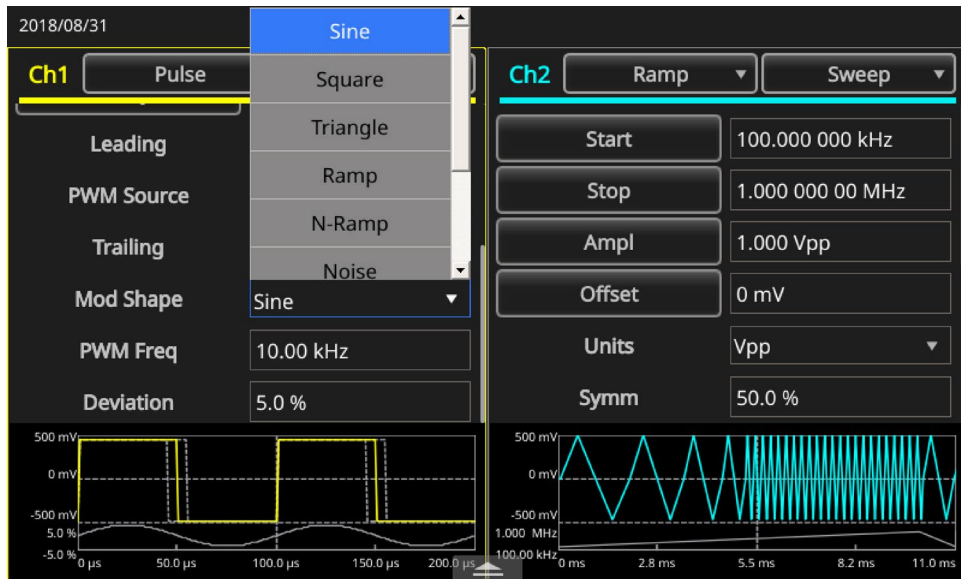 2018/08/31
Ch1 Pulse
Sine
Square
Triangle
Ramp
N-Ramp
Noise
Leading
PWM Source
Trailing
Mod Shape Sine
PWM Freq 10.00 kHz
Deviation 5.0 %
500 mV
0 mV
-500 mV
5.0 %
-5.0 %
0 μs 50.0 μs 100.0 μs 150.0 μs 200.0 μs
Ch2 Ramp Sweep
Start 100.000 000 kHz
Stop 1.000 000 00 MHz
Ampl 1.000 Vpp
Offset 0 mV
Units Vpp
Symm 50.0 %
500 mV
0 mV
-500 mV
1.000 MHz
100.00 kHz
0 ms 2.8 ms 5.5 ms 8.2 ms 11.0 ms